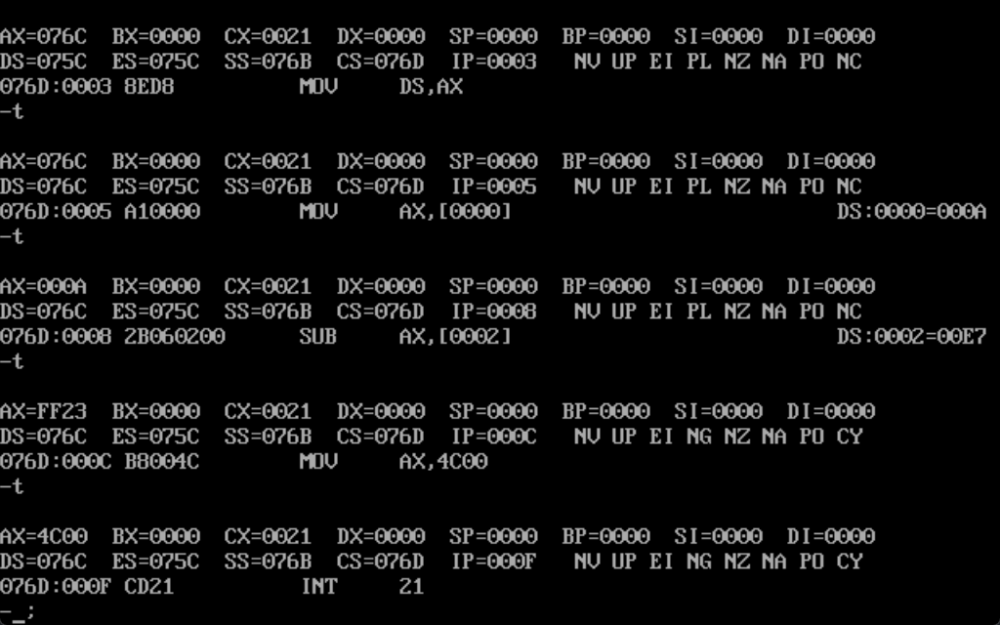 AX=076C  BX=0000  CX=0021  DX=0000  SP=0000  BP=0000  SI=0000  DI=0000
DS=075C  ES=075C  SS=076B  CS=076D  IP=0003   NV UP EI PL NZ NA PO NC
076D:0003 8ED8          MOV     DS,AX
-t
AX=076C  BX=0000  CX=0021  DX=0000  SP=0000  BP=0000  SI=0000  DI=0000
DS=076C  ES=075C  SS=076B  CS=076D  IP=0005   NV UP EI PL NZ NA PO NC
076D:0005 A10000        MOV     AX,[0000]                          DS:0000=000A
-t
AX=000A  BX=0000  CX=0021  DX=0000  SP=0000  BP=0000  SI=0000  DI=0000
DS=076C  ES=075C  SS=076B  CS=076D  IP=0008   NV UP EI PL NZ NA PO NC
076D:0008 2B060200      SUB     AX,[0002]                          DS:0002=00E7
-t
AX=FF23  BX=0000  CX=0021  DX=0000  SP=0000  BP=0000  SI=0000  DI=0000
DS=076C  ES=075C  SS=076B  CS=076D  IP=000C   NV UP EI NG NZ NA PO CY
076D:000C B8004C        MOV     AX,4C00
-t
AX=4C00  BX=0000  CX=0021  DX=0000  SP=0000  BP=0000  SI=0000  DI=0000
DS=076C  ES=075C  SS=076B  CS=076D  IP=000F   NV UP EI NG NZ NA PO CY
076D:000F CD21          INT     21
-_;